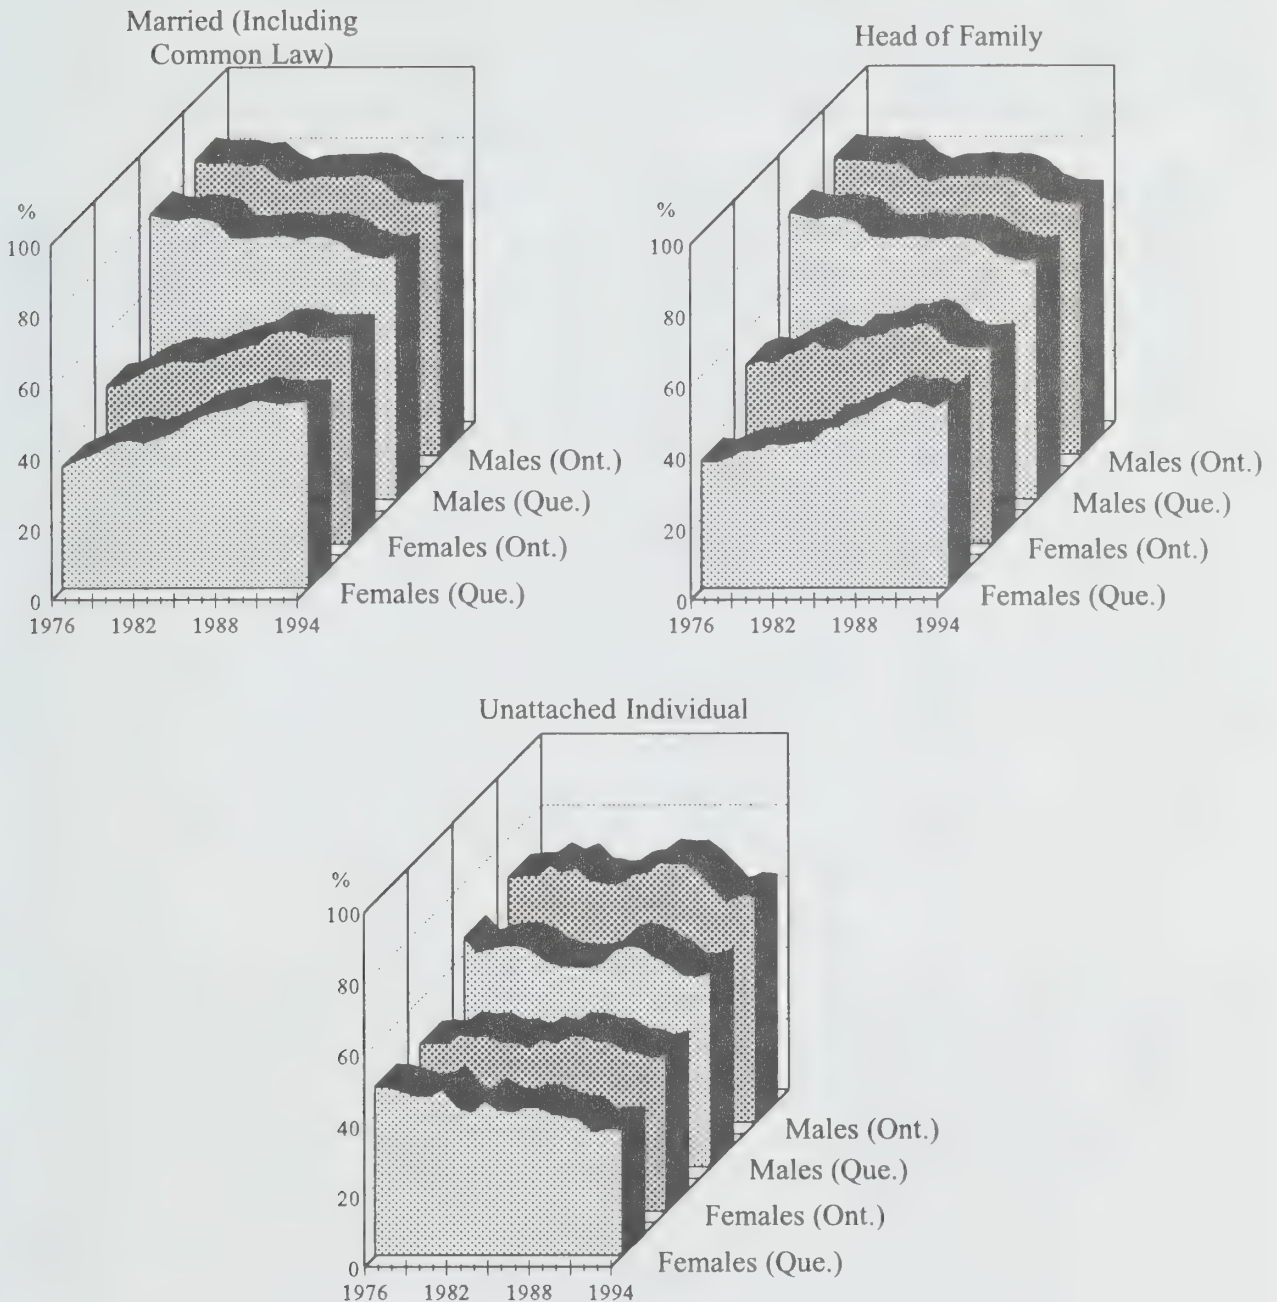 Married (Including
Common Law)
%
100
80
60
40
20
0
1976 1982 1988 1994
Males (Ont.)
Males (Que.)
Females (Ont.)
Females (Que.)
Head of Family
%
100
80
60
40
20
0
1976 1982 1988 1994
Males (Ont.)
Males (Que.)
Females (Ont.)
Females (Que.)
Unattached Individual
%
100
80
60
40
20
0
1976 1982 1988 1994
Males (Ont.)
Males (Que.)
Females (Ont.)
Females (Que.)